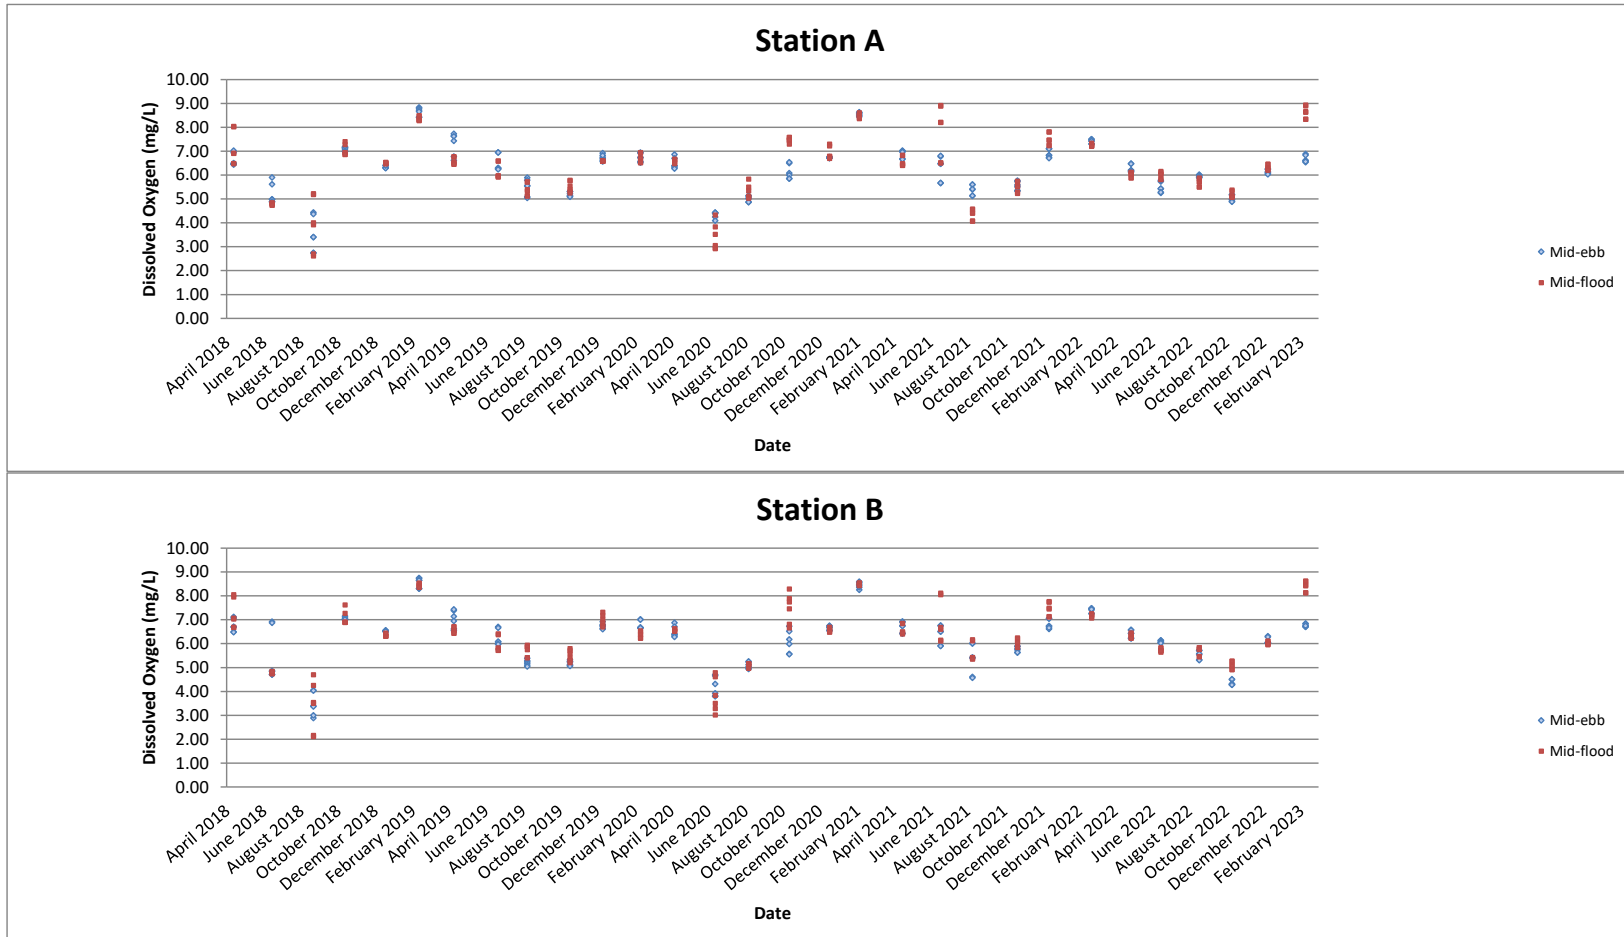 Station A
Dissolved Oxygen (mg/L)
10.00
9.00
8.00
7.00
6.00
5.00
4.00
3.00
2.00
1.00
0.00
Mid-ebb
Mid-flood
April 2018
June 2018
August 2018
October 2018
December 2018
February 2019
April 2019
June 2019
August 2019
October 2019
December 2019
February 2020
April 2020
June 2020
August 2020
October 2020
December 2020
February 2021
April 2021
June 2021
August 2021
October 2021
December 2021
February 2022
April 2022
June 2022
August 2022
October 2022
December 2022
February 2023
Date
Station B
Dissolved Oxygen (mg/L)
10.00
9.00
8.00
7.00
6.00
5.00
4.00
3.00
2.00
1.00
0.00
Mid-ebb
Mid-flood
April 2018
June 2018
August 2018
October 2018
December 2018
February 2019
April 2019
June 2019
August 2019
October 2019
December 2019
February 2020
April 2020
June 2020
August 2020
October 2020
December 2020
February 2021
April 2021
June 2021
August 2021
October 2021
December 2021
February 2022
April 2022
June 2022
August 2022
October 2022
December 2022
February 2023
Date